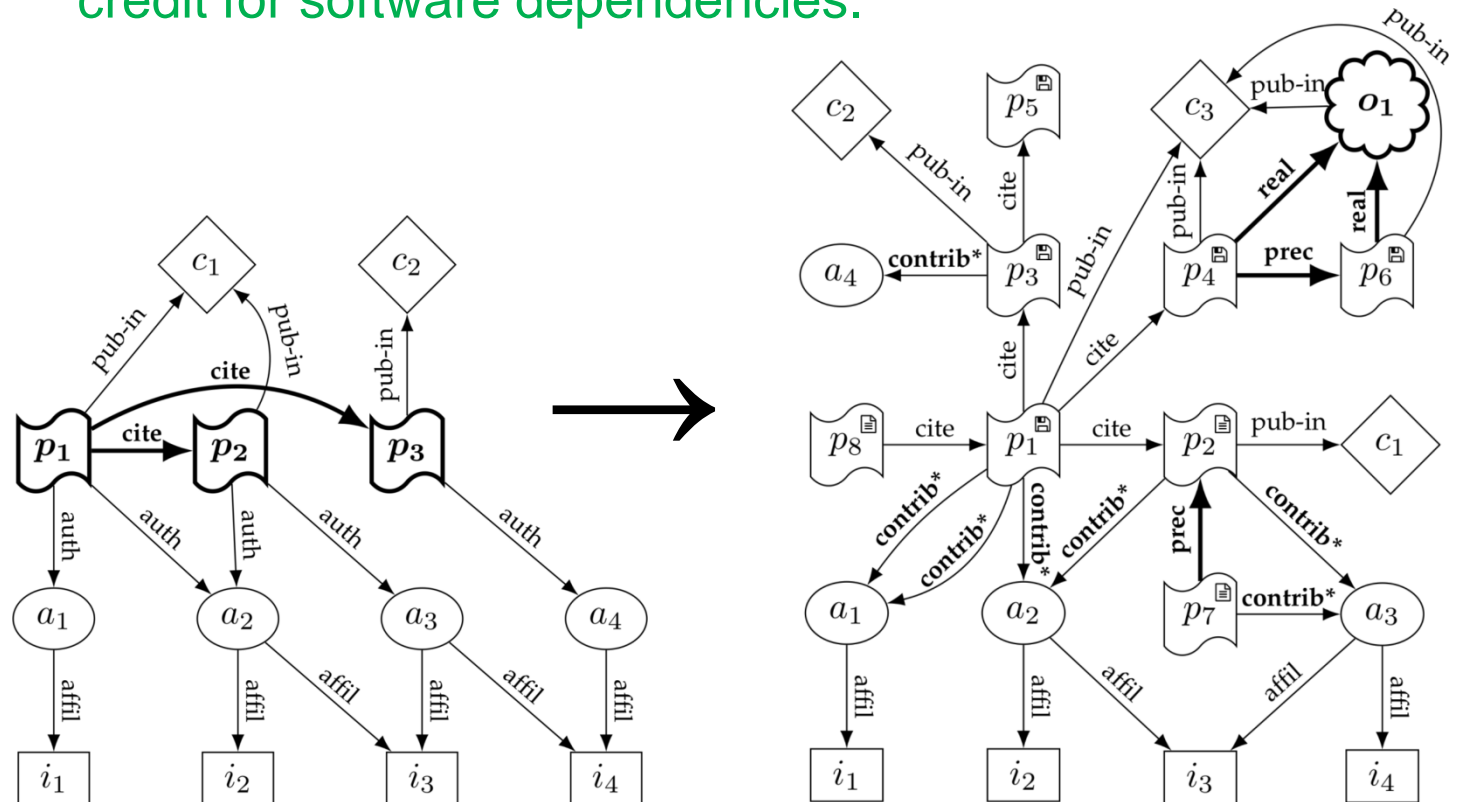 credit for software dependencies.
pub-in
c2 p5 c3 pub-in o1
pub-in cite pub-in real real
pub-in
c1 c2
a4 contrib* p3 p4 prec p6
pub-in pub-in pub-in
cite cite cite
p1 cite p2 p3
p8 cite p1 cite p2 pub-in c1
auth auth auth auth auth
contrib* contrib* contrib* contrib* contrib* prec
a1 a2 a3 a4
a1 a2 p7 contrib* a3
affil affil affil affil affil affil
affil affil affil affil affil
i1 i2 i3 i4
i1 i2 i3 i4